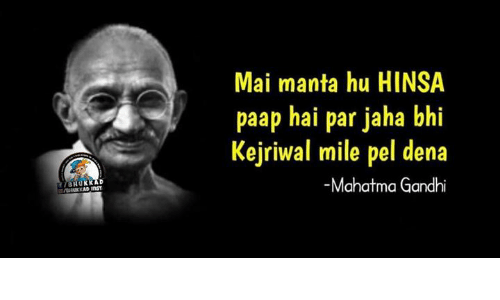 Mai manta hu HINSA
paap hai par jaha bhi
Kejriwal mile pel dena
-Mahatma Gandhi